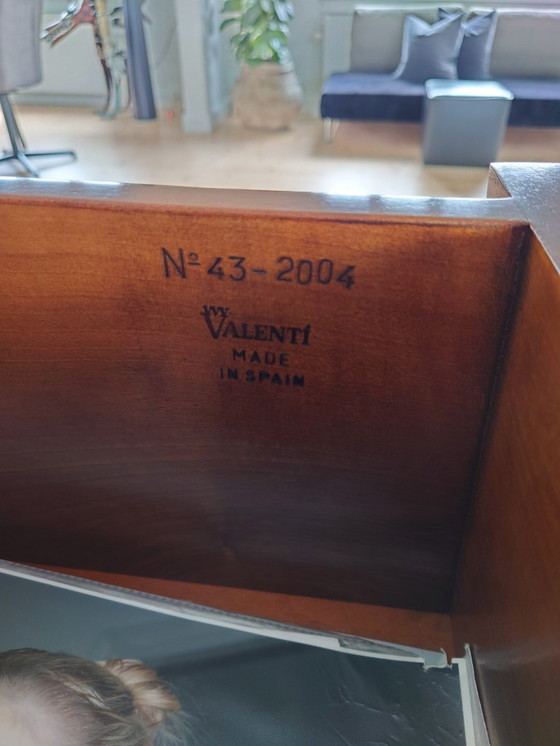 Nº 43-2004
VALENTÍ
MADE
IN SPAIN